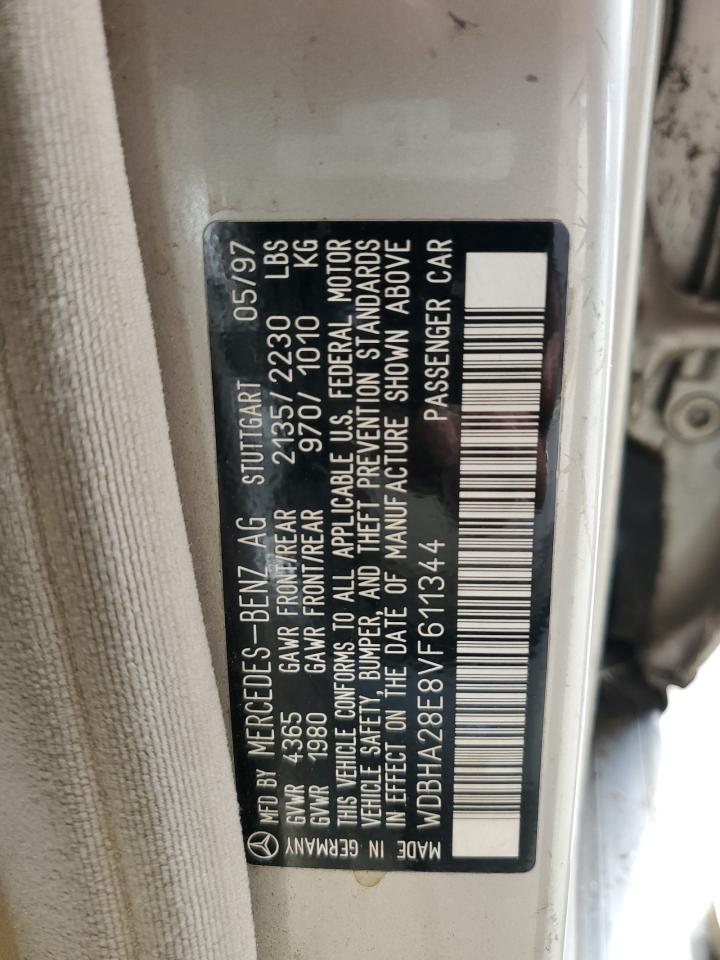 MFD BY MERCEDES-BENZ AG STUTTGART 05/97
GVWR 4365 GAWR FRONT/REAR 2135/2230 LBS
GVWR 1980 GAWR FRONT/REAR 970/1010 KG
THIS VEHICLE CONFORMS TO ALL APPLICABLE U.S. FEDERAL MOTOR
VEHICLE SAFETY, BUMPER, AND THEFT PREVENTION STANDARDS
IN EFFECT ON THE DATE OF MANUFACTURE SHOWN ABOVE
WDBHA28E8VF611344 PASSENGER CAR
MADE IN GERMANY